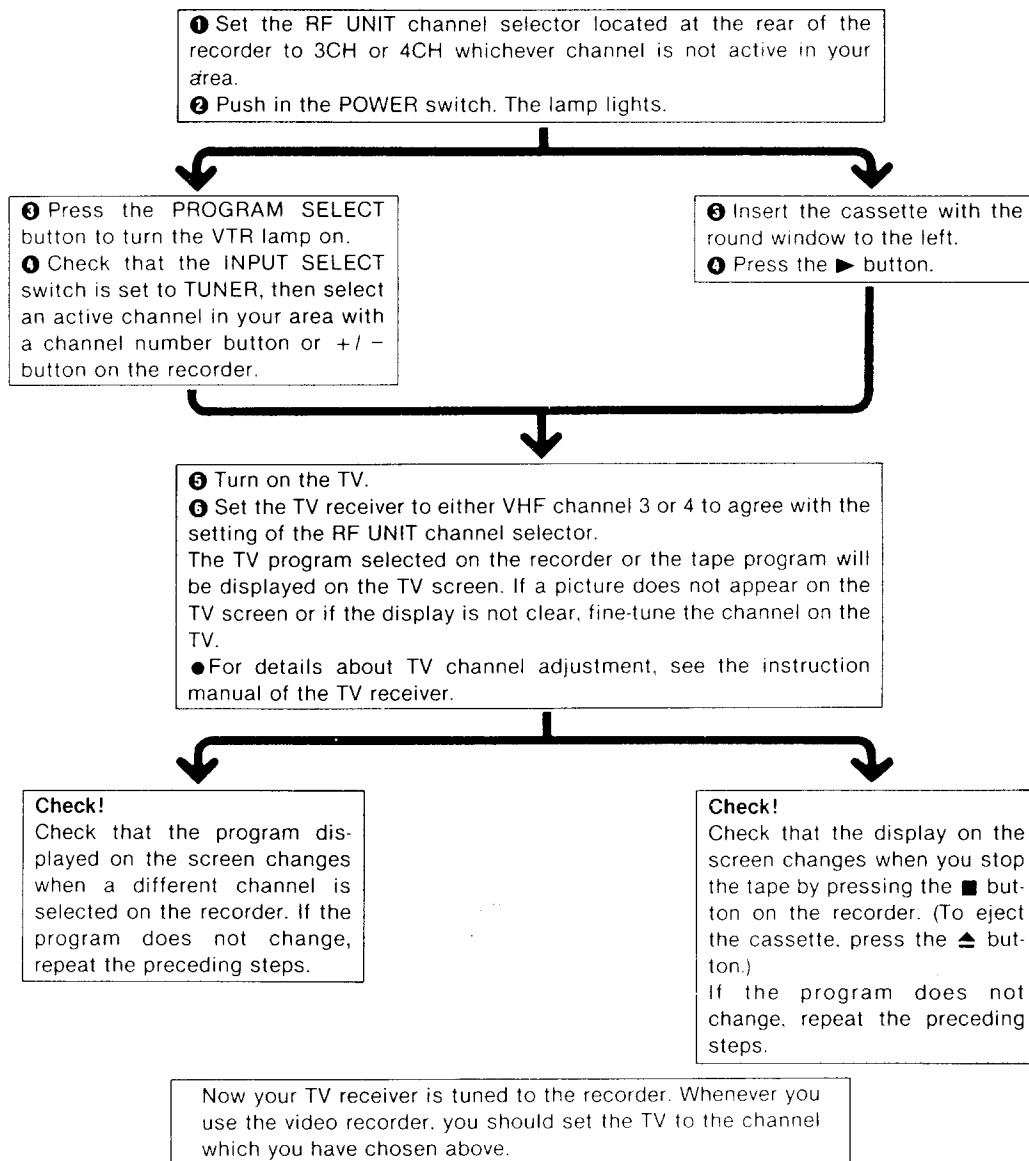 ❶ Set the RF UNIT channel selector located at the rear of the
recorder to 3CH or 4CH whichever channel is not active in your
area.
❷ Push in the POWER switch. The lamp lights.
❸ Press the PROGRAM SELECT
button to turn the VTR lamp on.
❹ Check that the INPUT SELECT
switch is set to TUNER, then select
an active channel in your area with
a channel number button or +/−
button on the recorder.
❸ Insert the cassette with the
round window to the left.
❹ Press the ▶ button.
❺ Turn on the TV.
❻ Set the TV receiver to either VHF channel 3 or 4 to agree with the
setting of the RF UNIT channel selector.
The TV program selected on the recorder or the tape program will
be displayed on the TV screen. If a picture does not appear on the
TV screen or if the display is not clear, fine-tune the channel on the
TV.
●For details about TV channel adjustment, see the instruction
manual of the TV receiver.
Check!
Check that the program dis-
played on the screen changes
when a different channel is
selected on the recorder. If the
program does not change,
repeat the preceding steps.
Check!
Check that the display on the
screen changes when you stop
the tape by pressing the ■ but-
ton on the recorder. (To eject
the cassette, press the ⏏ but-
ton.)
If the program does not
change, repeat the preceding
steps.
Now your TV receiver is tuned to the recorder. Whenever you
use the video recorder, you should set the TV to the channel
which you have chosen above.